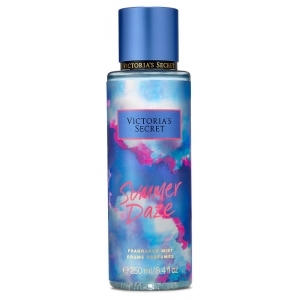 VICTORIA'S SECRET
VICTORIA'S
SECRET
Summer
Daze
FRAGRANCE MIST
BRUME PARFUMÉE
℮ 250 ml / 8.4 fl oz